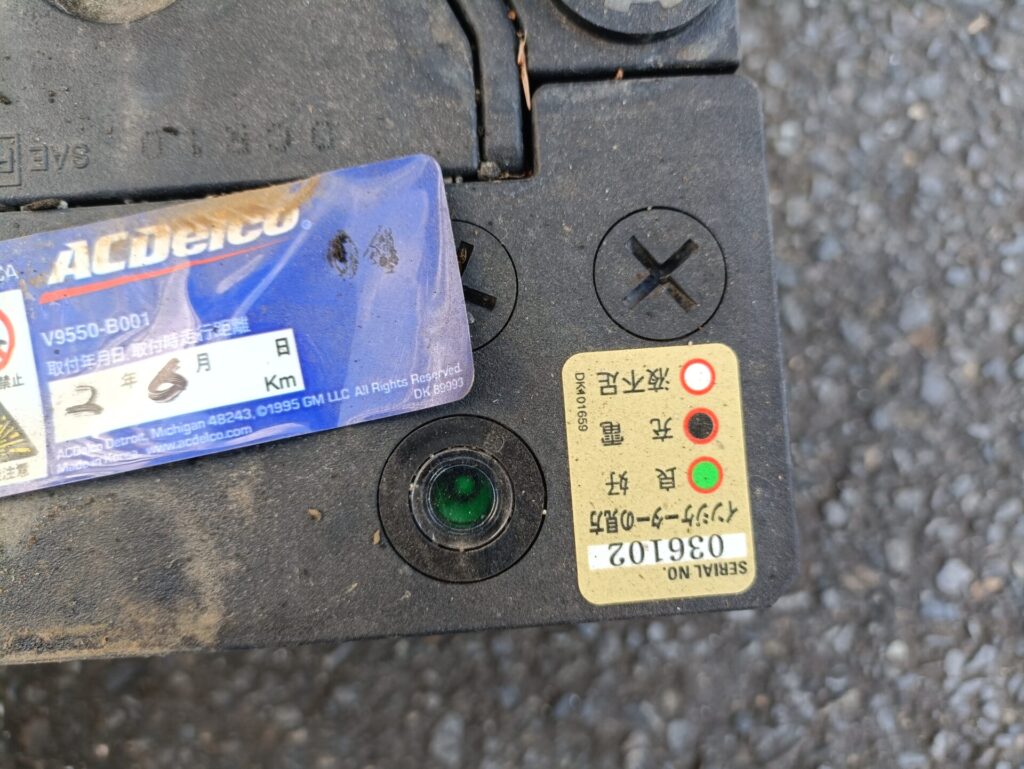 SAE
ACDelco®
V9550-B001
取付年月日 取付時走行距離
2 年 6 月 日
Km
ACDelco Detroit, Michigan 48243, ©1995 GM LLC All Rights Reserved.
Made in Korea www.acdelco.com DK 89993
禁止
注意
SERIAL NO.
036102
インジケーターの見方
良 好
充 電
液不足
DK401659